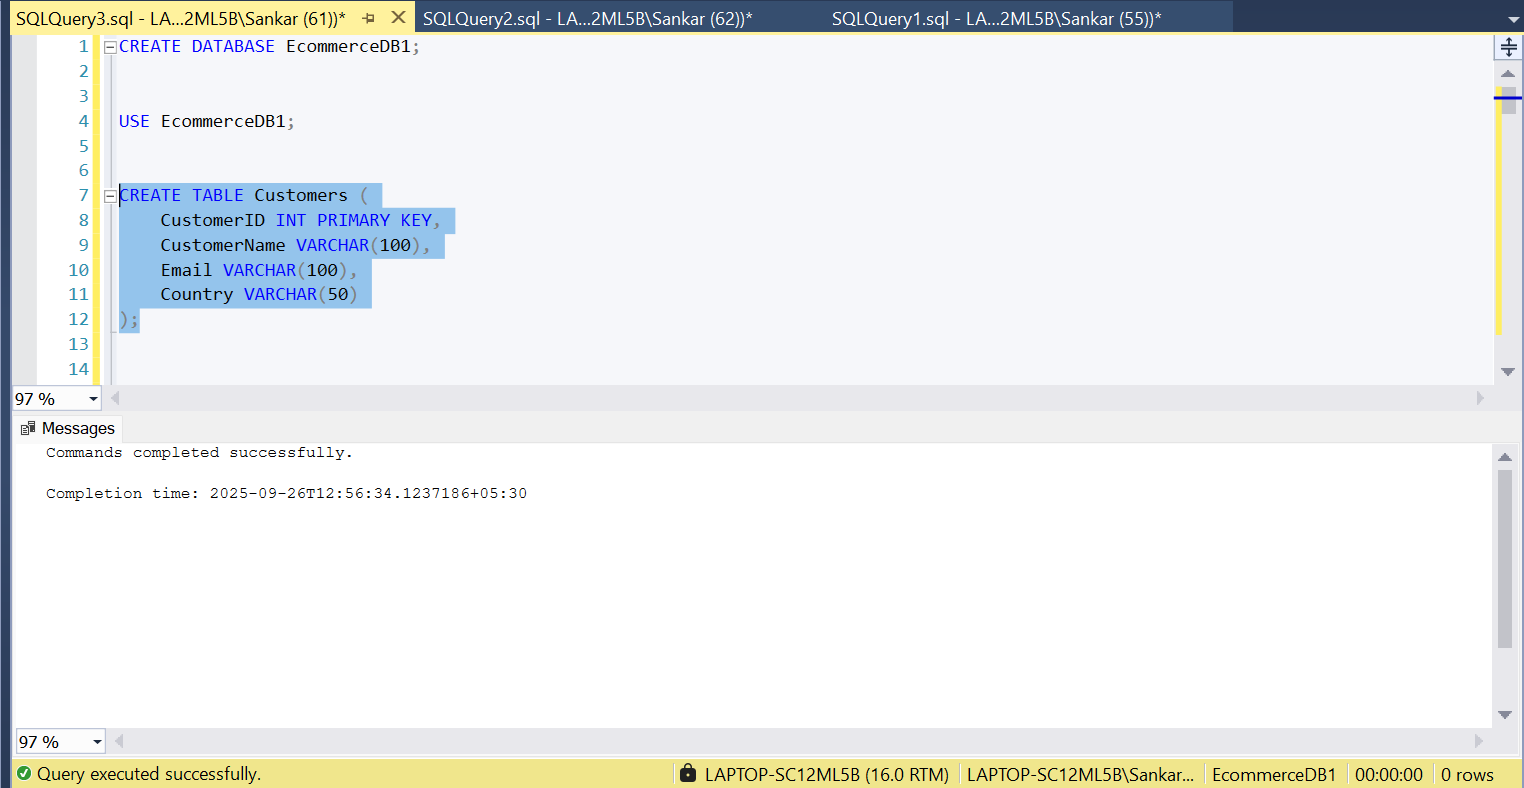 SQLQuery3.sql - LA...2ML5B\Sankar (61))* SQLQuery2.sql - LA...2ML5B\Sankar (62))* SQLQuery1.sql - LA...2ML5B\Sankar (55))*
1 CREATE DATABASE EcommerceDB1;
2
3
4 USE EcommerceDB1;
5
6
7 CREATE TABLE Customers (
8 CustomerID INT PRIMARY KEY,
9 CustomerName VARCHAR(100),
10 Email VARCHAR(100),
11 Country VARCHAR(50)
12 );
13
14
97 %
Messages
Commands completed successfully.
Completion time: 2025-09-26T12:56:34.1237186+05:30
97 %
Query executed successfully. LAPTOP-SC12ML5B (16.0 RTM) LAPTOP-SC12ML5B\Sankar... EcommerceDB1 00:00:00 0 rows